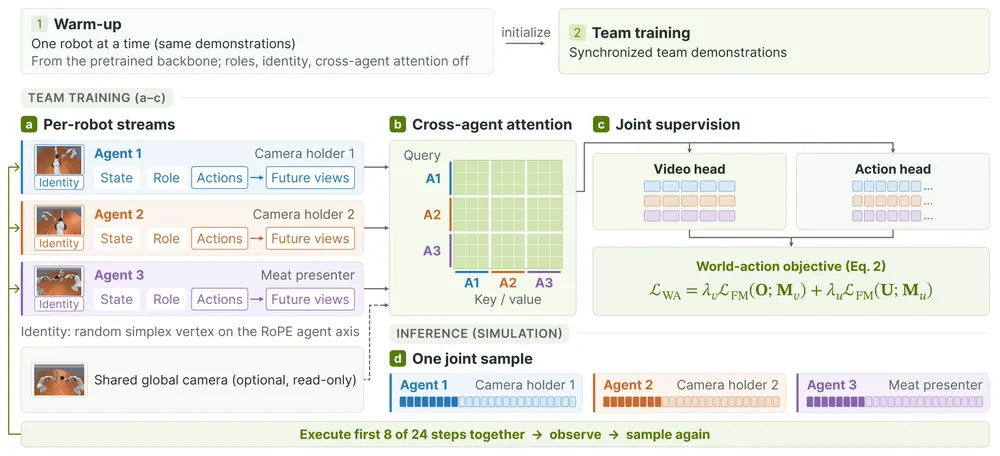 1 Warm-up
One robot at a time (same demonstrations)
From the pretrained backbone; roles, identity, cross-agent attention off
initialize
2 Team training
Synchronized team demonstrations
TEAM TRAINING (a–c)
a Per-robot streams
Identity
Agent 1 Camera holder 1
State Role Actions → Future views
Identity
Agent 2 Camera holder 2
State Role Actions → Future views
Identity
Agent 3 Meat presenter
State Role Actions → Future views
Identity: random simplex vertex on the RoPE agent axis
Shared global camera (optional, read-only)
b Cross-agent attention
Query
A1
A2
A3
A1 A2 A3
Key / value
c Joint supervision
Video head
...
Action head
...
...
World-action objective (Eq. 2)
ℒ_WA = λ_v ℒ_FM(O; M_v) + λ_u ℒ_FM(U; M_u)
INFERENCE (SIMULATION)
d One joint sample
Agent 1 Camera holder 1
Agent 2 Camera holder 2
Agent 3 Meat presenter
Execute first 8 of 24 steps together → observe → sample again